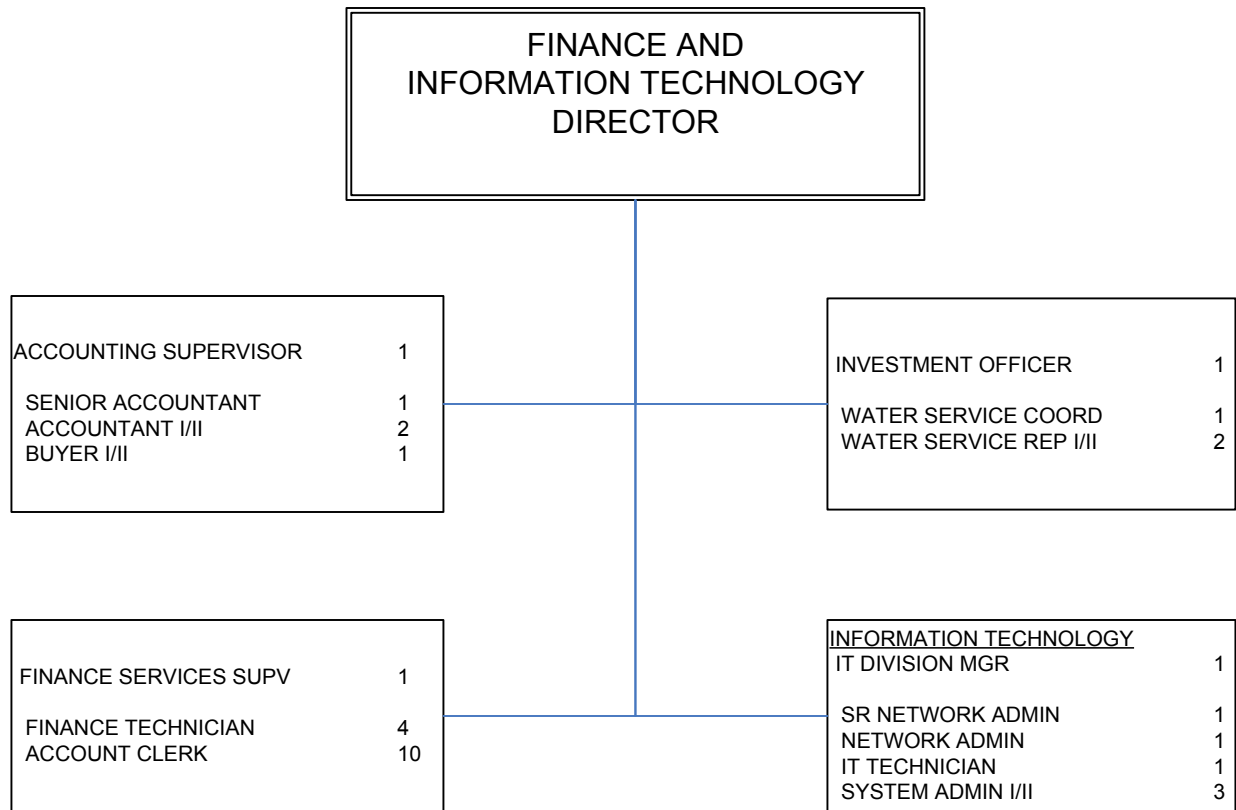 FINANCE AND
INFORMATION TECHNOLOGY
DIRECTOR
ACCOUNTING SUPERVISOR 1
SENIOR ACCOUNTANT 1
ACCOUNTANT I/II 2
BUYER I/II 1
INVESTMENT OFFICER 1
WATER SERVICE COORD 1
WATER SERVICE REP I/II 2
FINANCE SERVICES SUPV 1
FINANCE TECHNICIAN 4
ACCOUNT CLERK 10
INFORMATION TECHNOLOGY
IT DIVISION MGR 1
SR NETWORK ADMIN 1
NETWORK ADMIN 1
IT TECHNICIAN 1
SYSTEM ADMIN I/II 3